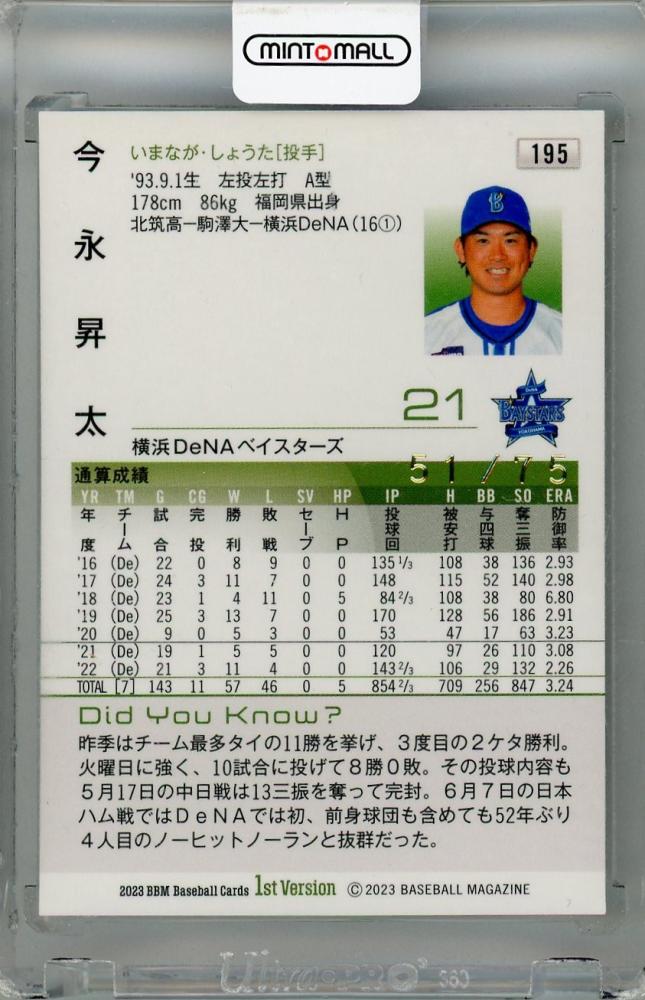 MINT MALL
今永昇太
いまなが・しょうた[投手]
195
'93.9.1生 左投左打 A型
178cm 86kg 福岡県出身
北筑高ー駒澤大ー横浜DeNA(16①)
B
21
DeNA
BAYSTARS
YOKOHAMA
横浜DeNAベイスターズ
通算成績
51/75
YR TM G CG W L SV HP IP H BB SO ERA
年度 チーム 試合 完投 勝利 敗戦 セーブ HP 投球回 被安打 与四球 奪三振 防御率
'16 (De) 22 0 8 9 0 0 135 1/3 108 38 136 2.93
'17 (De) 24 3 11 7 0 0 148 115 52 140 2.98
'18 (De) 23 1 4 11 0 5 84 2/3 108 38 80 6.80
'19 (De) 25 3 13 7 0 0 170 128 56 186 2.91
'20 (De) 9 0 5 3 0 0 53 47 17 63 3.23
'21 (De) 19 1 5 5 0 0 120 97 26 110 3.08
'22 (De) 21 3 11 4 0 0 143 2/3 106 29 132 2.26
TOTAL [7] 143 11 57 46 0 5 854 2/3 709 256 847 3.24
Did You Know?
昨季はチーム最多タイの11勝を挙げ、3度目の2ケタ勝利。
火曜日に強く、10試合に投げて8勝0敗。その投球内容も
5月17日の中日戦は13三振を奪って完封。6月7日の日本
ハム戦ではDeNAでは初、前身球団も含めても52年ぶり
4人目のノーヒットノーランと抜群だった。
2023 BBM Baseball Cards 1st Version ©2023 BASEBALL MAGAZINE
Ultra•PRO